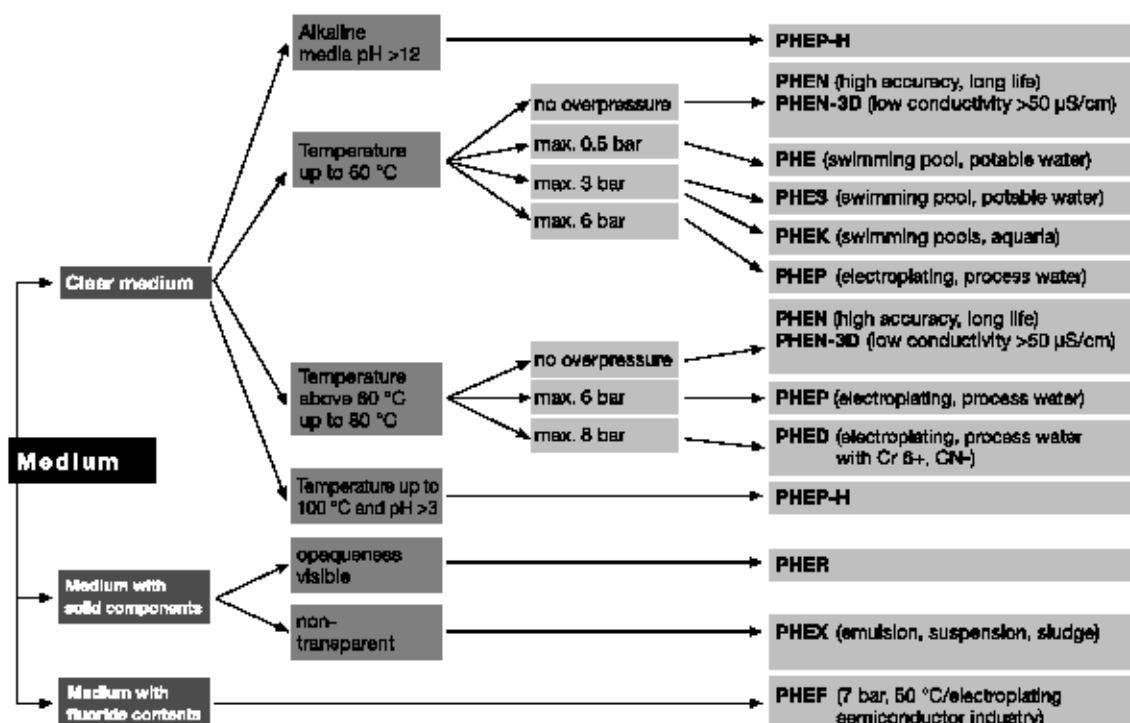 Alkaline
media pH >12
PHEP-H
PHEN (high accuracy, long life)
PHEN-3D (low conductivity >50 µS/cm)
no overpressure
Temperature
up to 60 °C
max. 0.5 bar
PHE (swimming pool, potable water)
max. 3 bar
PHES (swimming pool, potable water)
max. 6 bar
PHEK (swimming pools, aquaria)
Clear medium
PHEP (electroplating, process water)
PHEN (high accuracy, long life)
PHEN-3D (low conductivity >50 µS/cm)
no overpressure
Temperature
above 60 °C
up to 80 °C
max. 6 bar
PHEP (electroplating, process water)
max. 8 bar
PHED (electroplating, process water
with Cr 6+, CN-)
Medium
Temperature up to
100 °C and pH >3
PHEP-H
opaqueness
visible
PHER
Medium with
solid components
non-
transparent
PHEX (emulsion, suspension, sludge)
Medium with
fluoride contents
PHEF (7 bar, 50 °C/electroplating
semiconductor industry)